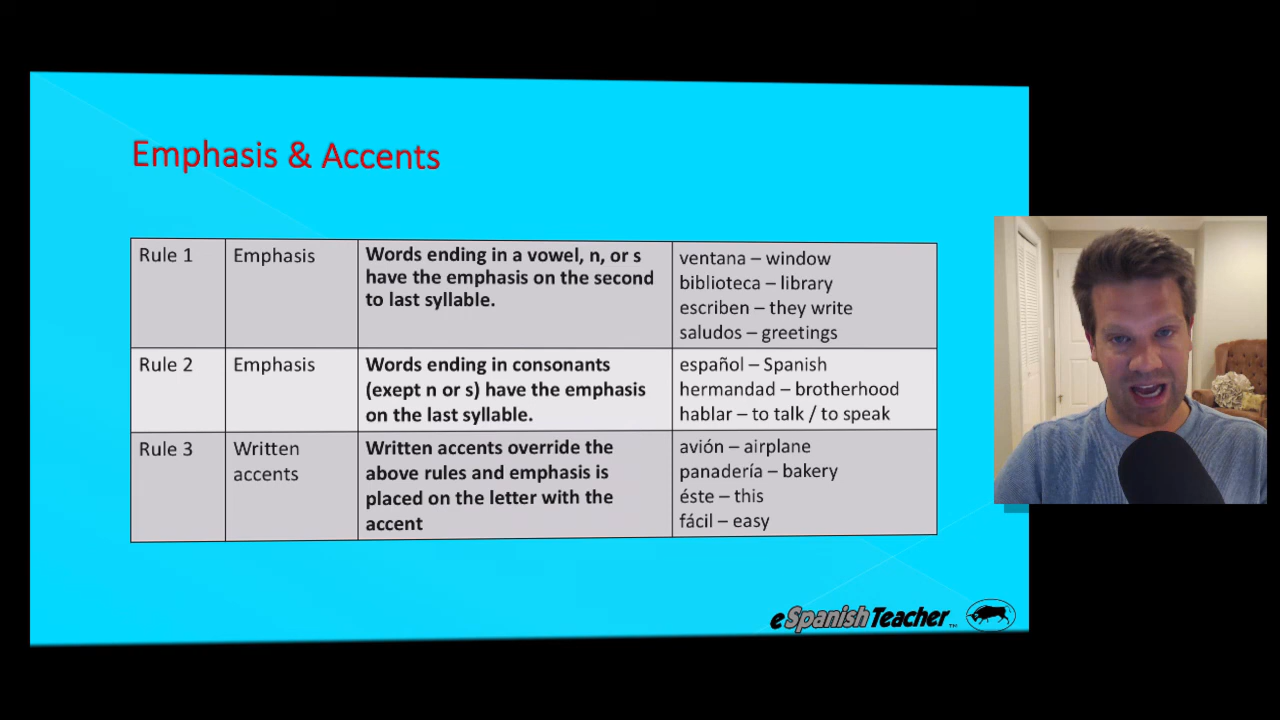 Emphasis & Accents
Rule 1
Emphasis
Words ending in a vowel, n, or s
have the emphasis on the second
to last syllable.
ventana – window
biblioteca – library
escriben – they write
saludos – greetings
Rule 2
Emphasis
Words ending in consonants
(exept n or s) have the emphasis
on the last syllable.
español – Spanish
hermandad – brotherhood
hablar – to talk / to speak
Rule 3
Written
accents
Written accents override the
above rules and emphasis is
placed on the letter with the
accent
avión – airplane
panadería – bakery
éste – this
fácil – easy
eSpanishTeacher™